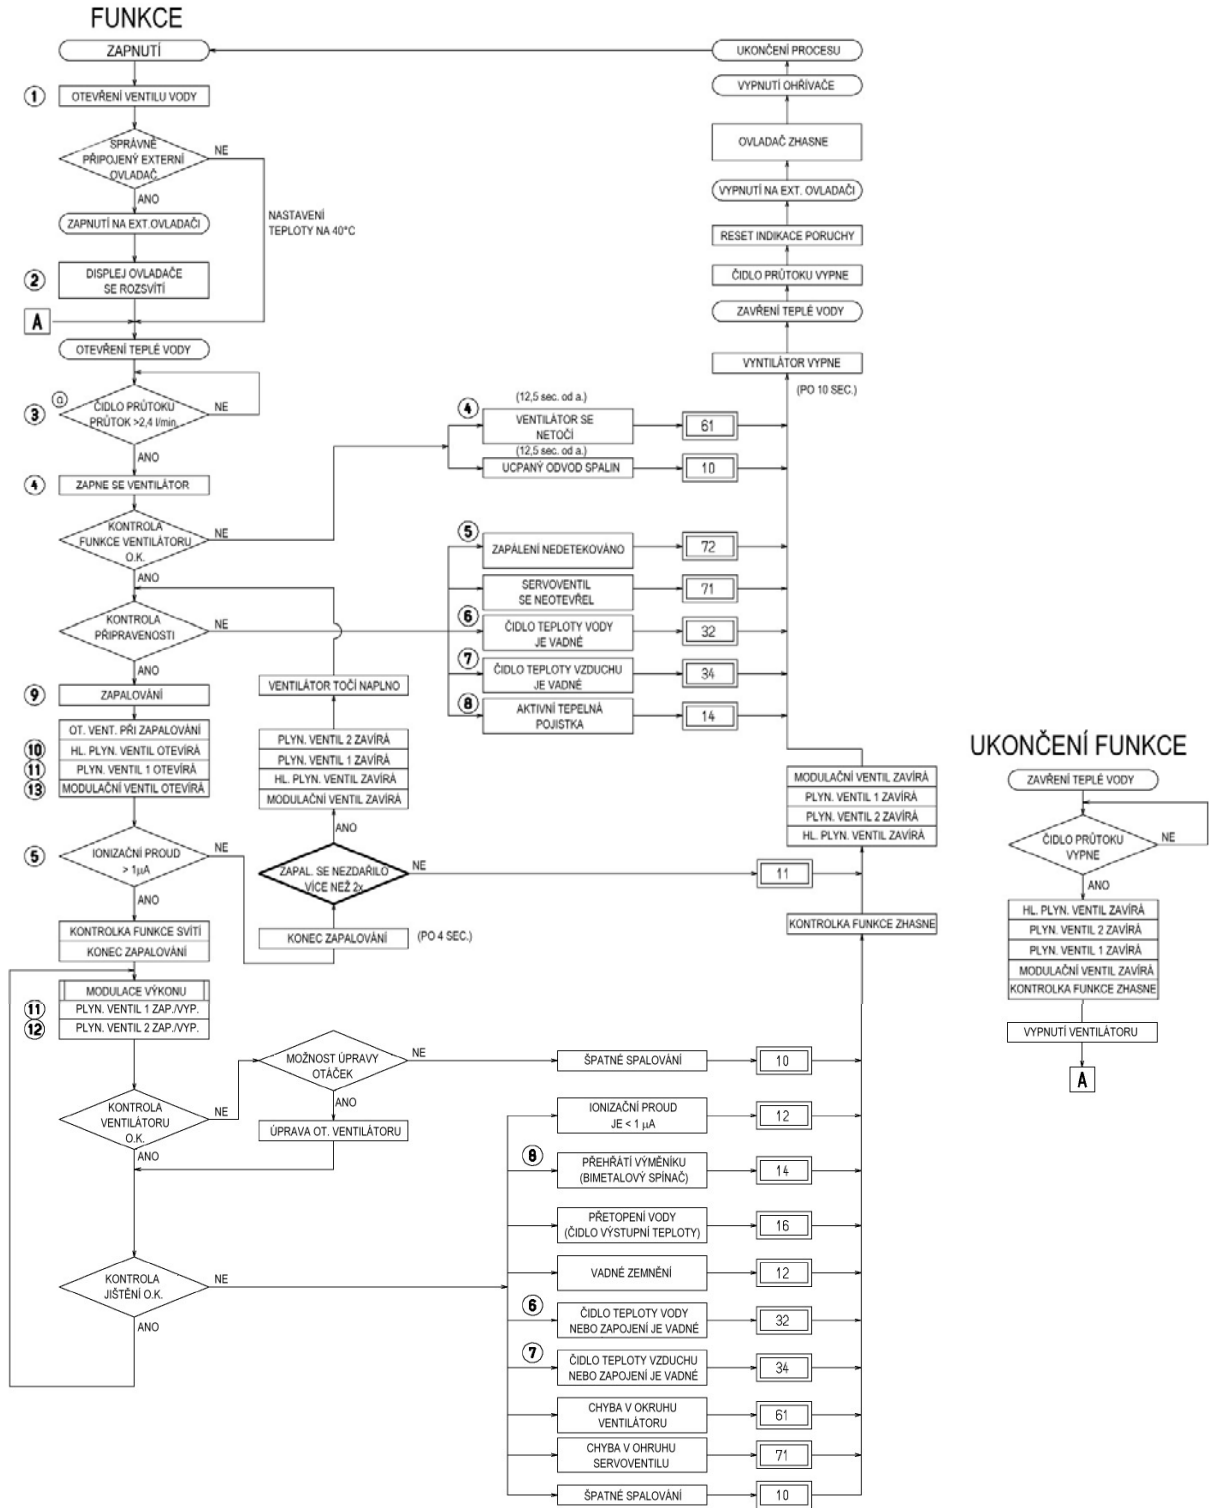 FUNKCE
ZAPNUTÍ
1
OTEVŘENÍ VENTILU VODY
SPRÁVNĚ
PŘIPOJENÝ EXTERNÍ
OVLADAČ
NE
ANO
NASTAVENÍ
TEPLOTY NA 40°C
ZAPNUTÍ NA EXT.OVLADAČI
2
DISPLEJ OVLADAČE
SE ROZSVÍTÍ
A
OTEVŘENÍ TEPLÉ VODY
3
ČIDLO PRŮTOKU
PRŮTOK >2,4 l/min.
NE
ANO
4
ZAPNE SE VENTILÁTOR
KONTROLA
FUNKCE VENTILÁTORU
O.K.
NE
ANO
KONTROLA
PŘIPRAVENOSTI
NE
ANO
9
ZAPALOVÁNÍ
OT. VENT. PŘI ZAPALOVÁNÍ
10
HL. PLYN. VENTIL OTEVÍRÁ
11
PLYN. VENTIL 1 OTEVÍRÁ
13
MODULAČNÍ VENTIL OTEVÍRÁ
5
IONIZAČNÍ PROUD
> 1µA
NE
ANO
KONTROLKA FUNKCE SVÍTÍ
KONEC ZAPALOVÁNÍ
MODULACE VÝKONU
11
PLYN. VENTIL 1 ZAP./VYP.
12
PLYN. VENTIL 2 ZAP./VYP.
KONTROLA
VENTILÁTORU
O.K.
NE
ANO
KONTROLA
JIŠTĚNÍ O.K.
NE
ANO
VENTILÁTOR TOČÍ NAPLNO
PLYN. VENTIL 2 ZAVÍRÁ
PLYN. VENTIL 1 ZAVÍRÁ
HL. PLYN. VENTIL ZAVÍRÁ
MODULAČNÍ VENTIL ZAVÍRÁ
ANO
ZAPAL. SE NEZDAŘILO
VÍCE NEŽ 2x
NE
11
KONEC ZAPALOVÁNÍ
(PO 4 SEC.)
MOŽNOST ÚPRAVY
OTÁČEK
NE
ANO
ÚPRAVA OT. VENTILÁTORU
UKONČENÍ PROCESU
VYPNUTÍ OHŘÍVAČE
OVLADAČ ZHASNE
VYPNUTÍ NA EXT. OVLADAČI
RESET INDIKACE PORUCHY
ČIDLO PRŮTOKU VYPNE
ZAVŘENÍ TEPLÉ VODY
VYNTILÁTOR VYPNE
(PO 10 SEC.)
(12,5 sec. od a.)
4
VENTILÁTOR SE
NETOČÍ
61
(12,5 sec. od a.)
UCPANÝ ODVOD SPALIN
10
5
ZAPÁLENÍ NEDETEKOVÁNO
72
SERVOVENTIL
SE NEOTEVŘEL
71
6
ČIDLO TEPLOTY VODY
JE VADNÉ
32
7
ČIDLO TEPLOTY VZDUCHU
JE VADNÉ
34
8
AKTIVNÍ TEPELNÁ
POJISTKA
14
MODULAČNÍ VENTIL ZAVÍRÁ
PLYN. VENTIL 1 ZAVÍRÁ
PLYN. VENTIL 2 ZAVÍRÁ
HL. PLYN. VENTIL ZAVÍRÁ
KONTROLKA FUNKCE ZHASNE
ŠPATNÉ SPALOVÁNÍ
10
IONIZAČNÍ PROUD
JE < 1 µA
12
8
PŘEHŘÁTÍ VÝMĚNÍKU
(BIMETALOVÝ SPÍNAČ)
14
PŘETOPENÍ VODY
(ČIDLO VÝSTUPNÍ TEPLOTY)
16
VADNÉ ZEMNĚNÍ
12
6
ČIDLO TEPLOTY VODY
NEBO ZAPOJENÍ JE VADNÉ
32
7
ČIDLO TEPLOTY VZDUCHU
NEBO ZAPOJENÍ JE VADNÉ
34
CHYBA V OKRUHU
VENTILÁTORU
61
CHYBA V OHRUHU
SERVOVENTILU
71
ŠPATNÉ SPALOVÁNÍ
10
UKONČENÍ FUNKCE
ZAVŘENÍ TEPLÉ VODY
ČIDLO PRŮTOKU
VYPNE
NE
ANO
HL. PLYN. VENTIL ZAVÍRÁ
PLYN. VENTIL 2 ZAVÍRÁ
PLYN. VENTIL 1 ZAVÍRÁ
MODULAČNÍ VENTIL ZAVÍRÁ
KONTROLKA FUNKCE ZHASNE
VYPNUTÍ VENTILÁTORU
A